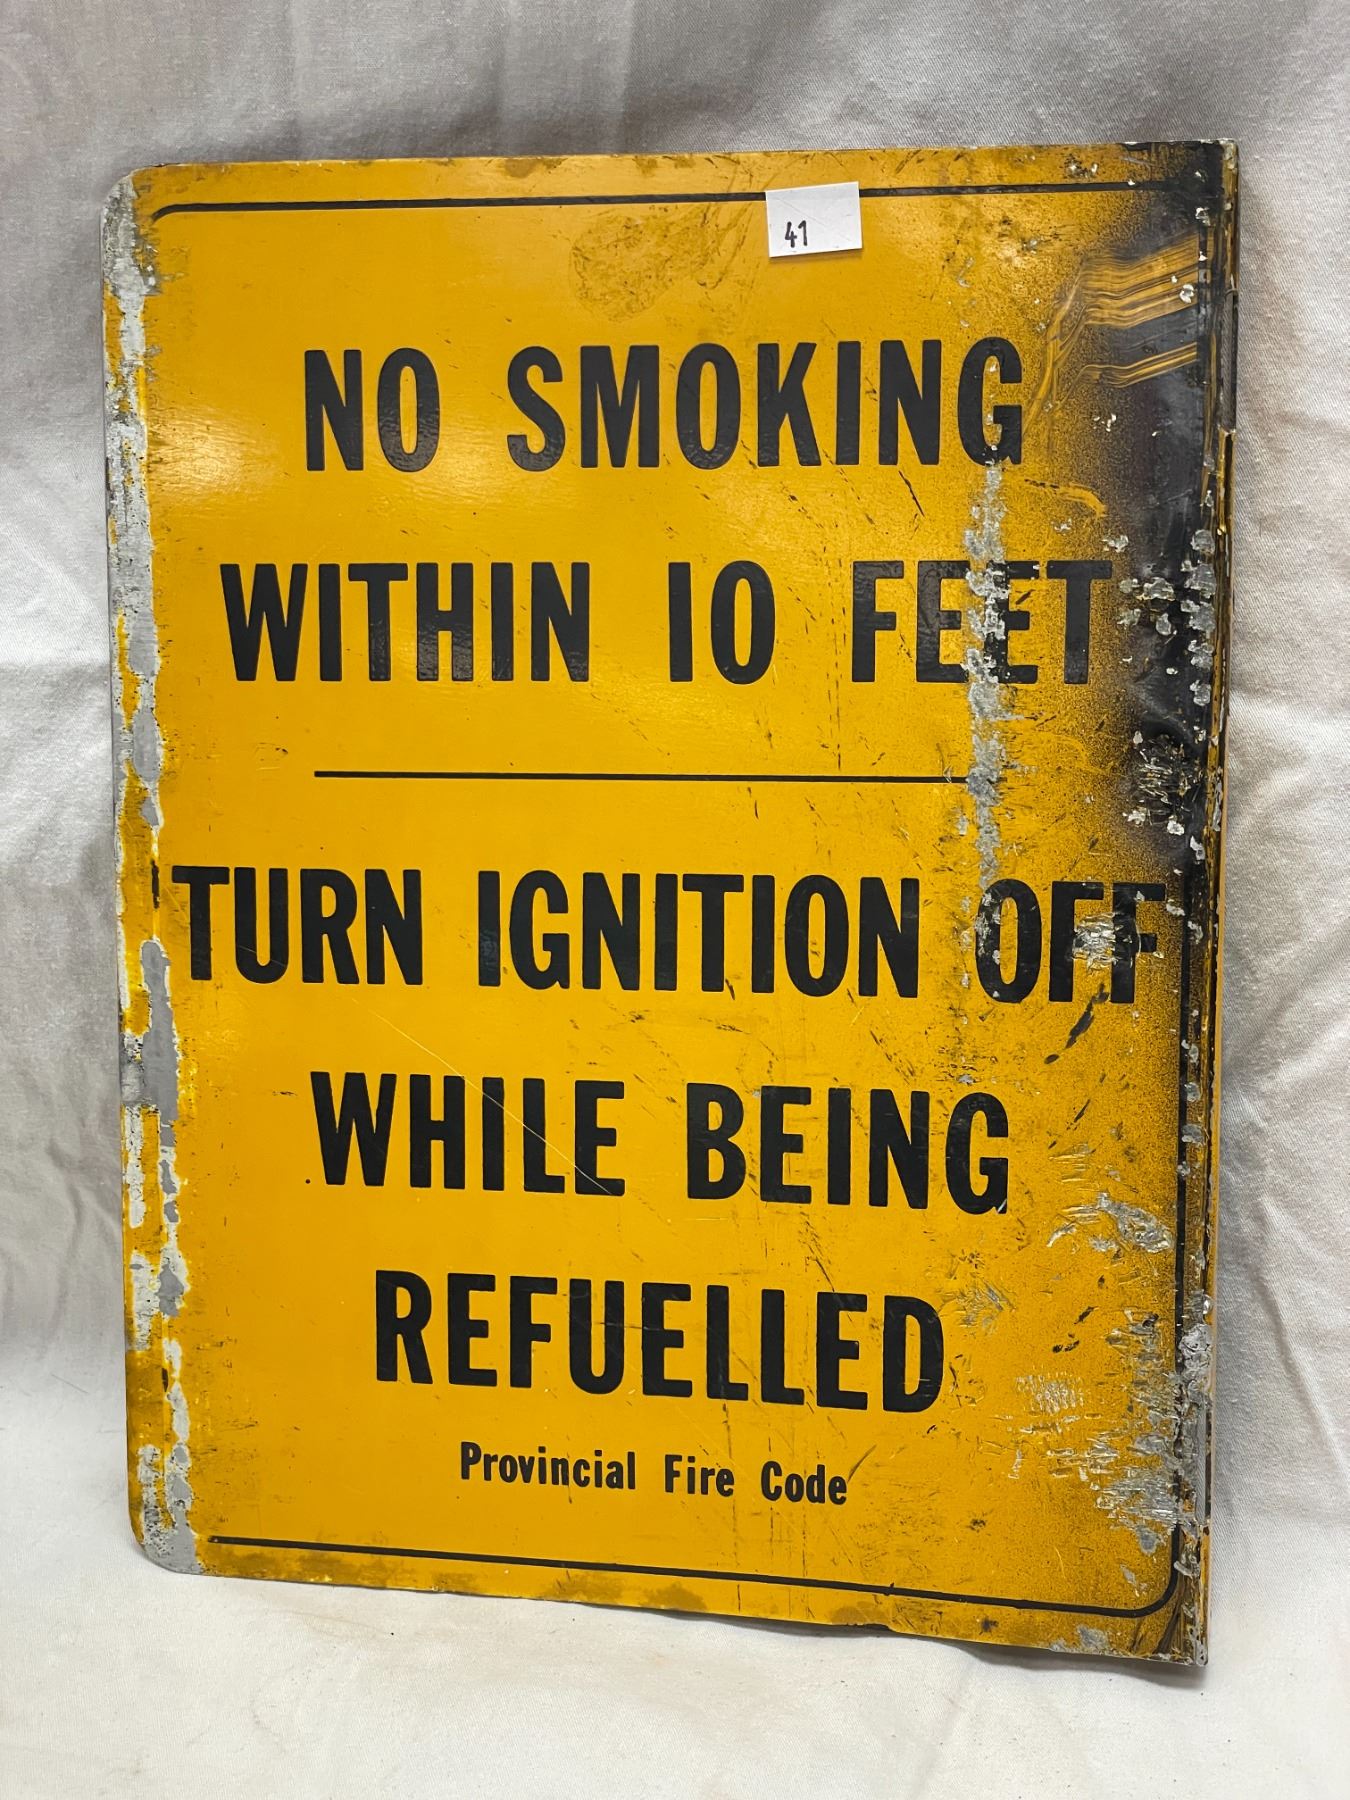 41
NO SMOKING
WITHIN 10 FEET
TURN IGNITION OFF
WHILE BEING
REFUELLED
Provincial Fire Code